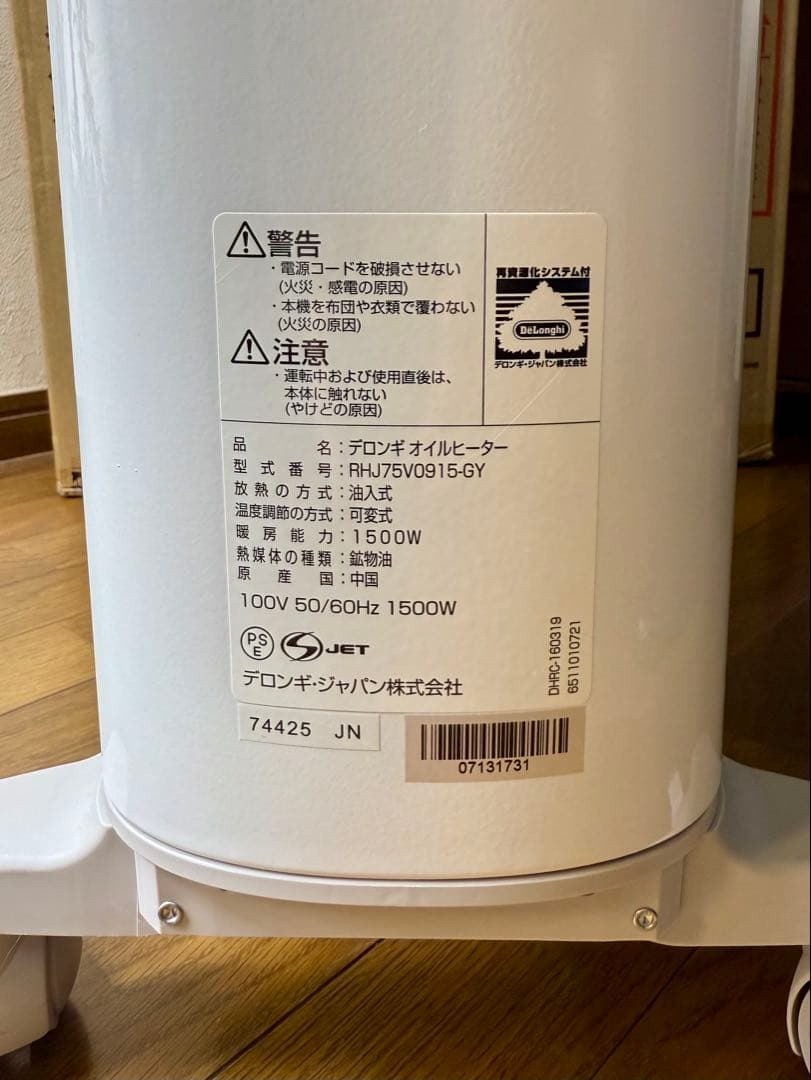 警告
・電源コードを破損させない
(火災・感電の原因)
・本機を布団や衣類で覆わない
(火災の原因)
注意
・運転中および使用直後は、
本体に触れない
(やけどの原因)
再資源化システム付
DeLonghi
デロンギ・ジャパン株式会社
品名：デロンギ オイルヒーター
型式番号：RHJ75V0915-GY
放熱の方式：油入式
温度調節の方式：可変式
暖房能力：1500W
熱媒体の種類：鉱物油
原産国：中国
100V 50/60Hz 1500W
PS
E
JET
デロンギ・ジャパン株式会社
DHRC-160319
6511010721
74425 JN
07131731